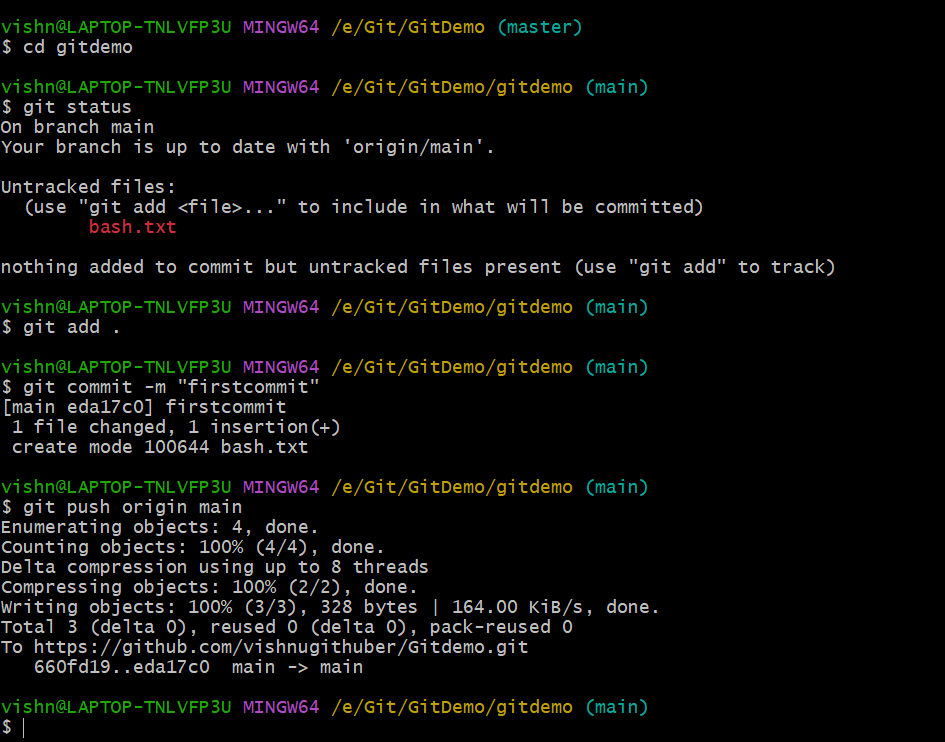 vishn@LAPTOP-TNLVFP3U MINGW64 /e/Git/GitDemo (master)
$ cd gitdemo
vishn@LAPTOP-TNLVFP3U MINGW64 /e/Git/GitDemo/gitdemo (main)
$ git status
On branch main
Your branch is up to date with 'origin/main'.
Untracked files:
  (use "git add <file>..." to include in what will be committed)
        bash.txt
nothing added to commit but untracked files present (use "git add" to track)
vishn@LAPTOP-TNLVFP3U MINGW64 /e/Git/GitDemo/gitdemo (main)
$ git add .
vishn@LAPTOP-TNLVFP3U MINGW64 /e/Git/GitDemo/gitdemo (main)
$ git commit -m "firstcommit"
[main eda17c0] firstcommit
 1 file changed, 1 insertion(+)
 create mode 100644 bash.txt
vishn@LAPTOP-TNLVFP3U MINGW64 /e/Git/GitDemo/gitdemo (main)
$ git push origin main
Enumerating objects: 4, done.
Counting objects: 100% (4/4), done.
Delta compression using up to 8 threads
Compressing objects: 100% (2/2), done.
Writing objects: 100% (3/3), 328 bytes | 164.00 KiB/s, done.
Total 3 (delta 0), reused 0 (delta 0), pack-reused 0
To https://github.com/vishnugithuber/Gitdemo.git
   660fd19..eda17c0  main -> main
vishn@LAPTOP-TNLVFP3U MINGW64 /e/Git/GitDemo/gitdemo (main)
$